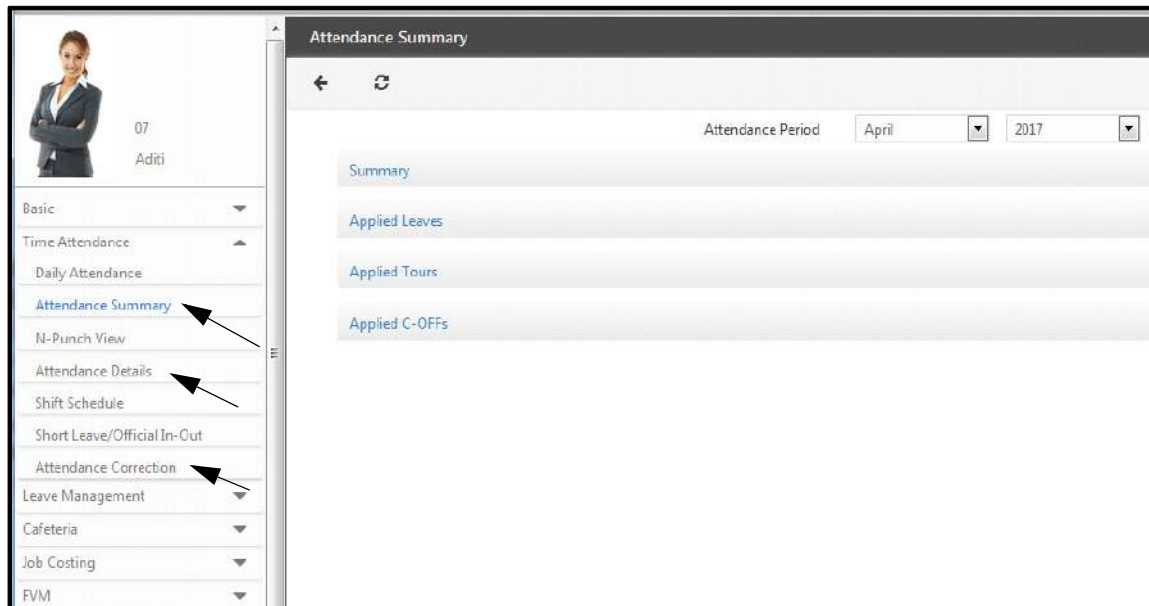 07
Aditi
Basic
Time Attendance
Daily Attendance
Attendance Summary
N-Punch View
Attendance Details
Shift Schedule
Short Leave/Official In-Out
Attendance Correction
Leave Management
Cafeteria
Job Costing
FVM
Attendance Summary
Attendance Period April 2017
Summary
Applied Leaves
Applied Tours
Applied C-OFFs